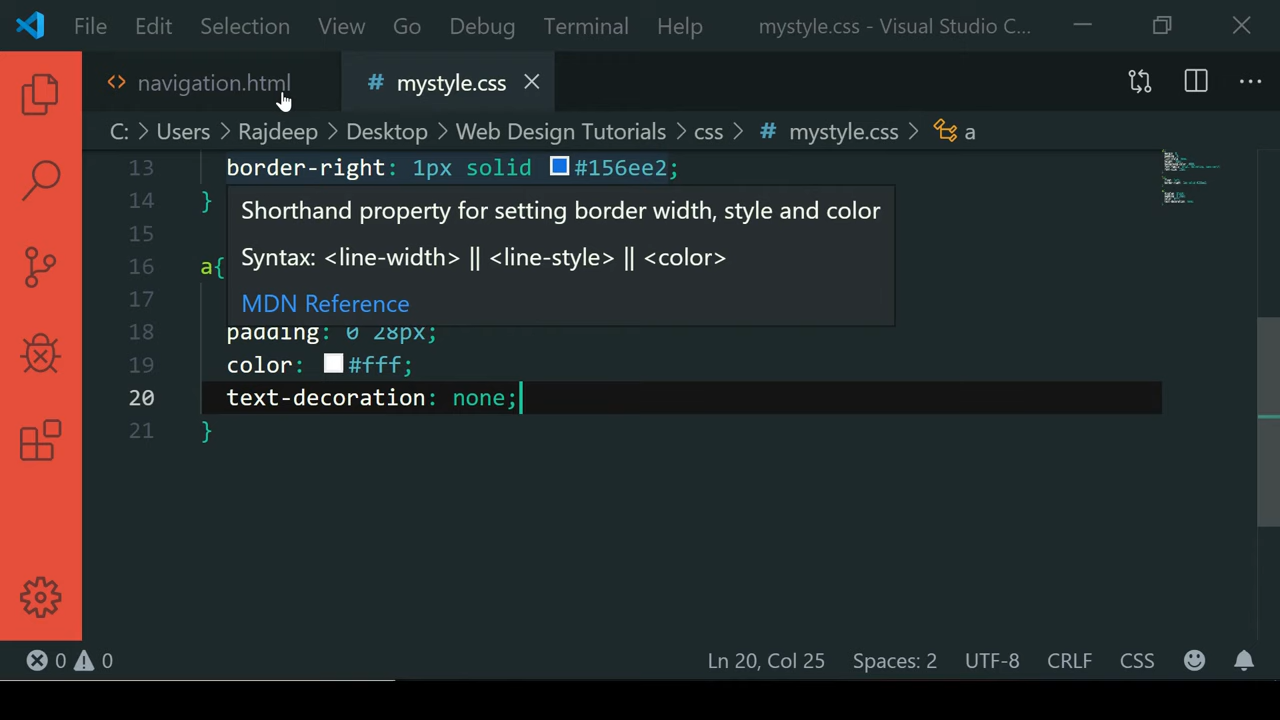 File Edit Selection View Go Debug Terminal Help mystyle.css - Visual Studio C...
navigation.html # mystyle.css
C: > Users > Rajdeep > Desktop > Web Design Tutorials > css > # mystyle.css > a
13 border-right: 1px solid #156ee2;
14 }
Shorthand property for setting border width, style and color
15
Syntax: <line-width> || <line-style> || <color>
16 a{
17
MDN Reference
18 padding: 0 28px;
19 color: #fff;
20 text-decoration: none;
21 }
0 0 Ln 20, Col 25 Spaces: 2 UTF-8 CRLF CSS